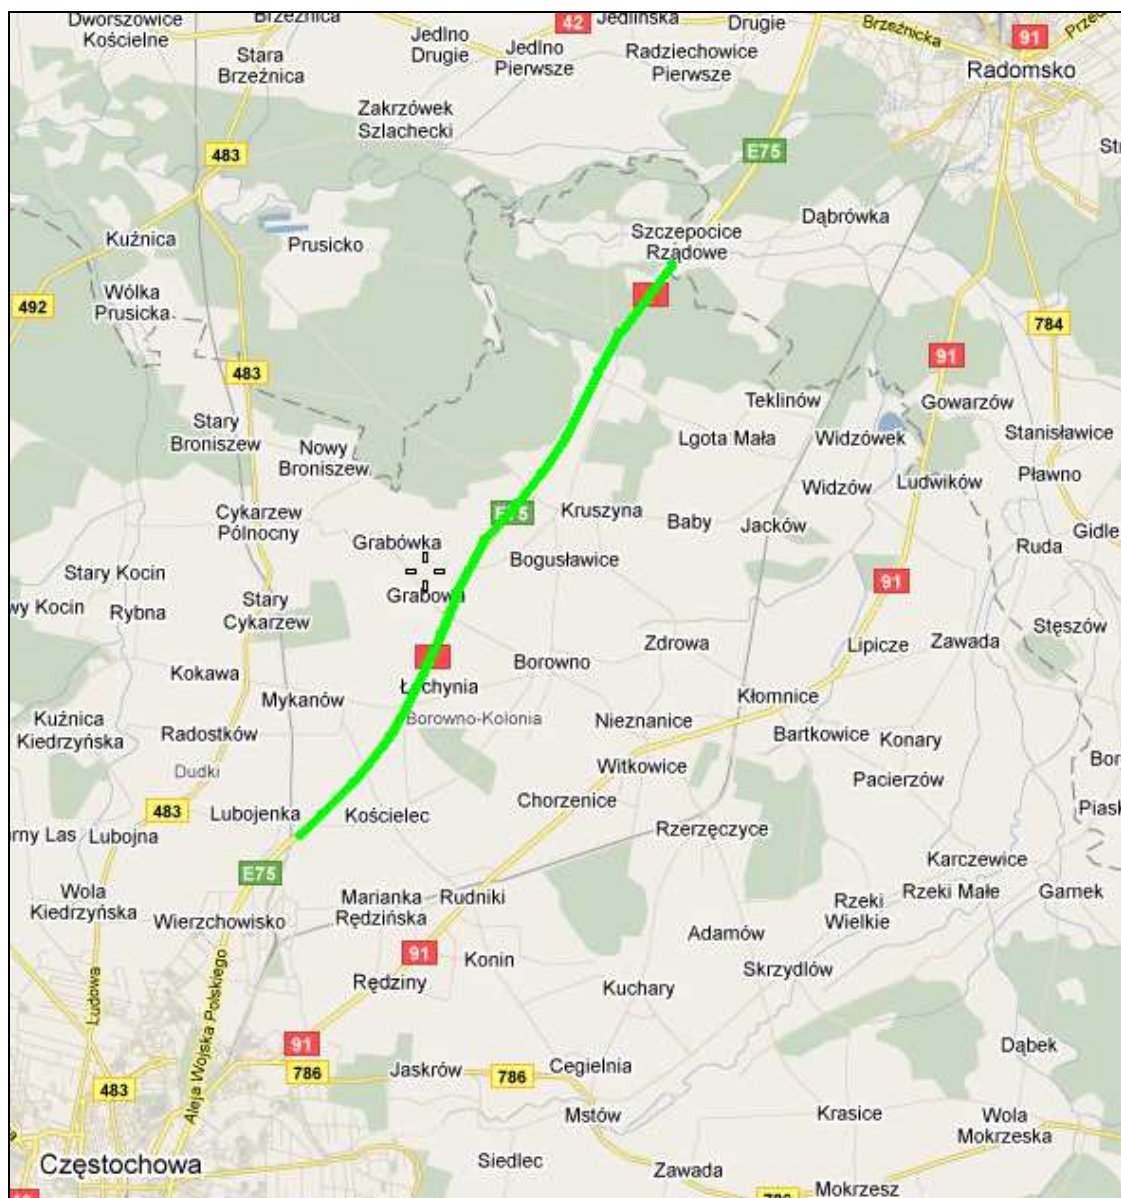 Dworszowice
Kościelne
Brzeźnica
Stara
Brzeźnica
Jedlno
Drugie
Jedlno
Pierwsze
42
Jedlińska
Drugie
Radziechowice
Pierwsze
Brzeźnicka
91
Radomsko
Zakrzówek
Szlachecki
483
E75
Kuźnica
Prusicko
Dąbrówka
Szczepocice
Rządowe
492
Wólka
Prusicka
784
91
483
Teklinów
Gowarzów
Stary
Broniszew
Nowy
Broniszew
Lgota Mała
Widzówek
Stanisławice
Pławno
Widzów
Ludwików
Cykarzew
Północny
E75
Kruszyna
Baby
Jacków
Gidle
Grabówka
Bogusławice
Ruda
Stary Kocin
Rybna
Stary
Cykarzew
Grabowa
91
Stęszów
Zdrowa
Lipicze
Zawada
Kokawa
Borowno
Mykanów
Łochynia
Kłomnice
Kuźnica
Kiedrzyńska
Radostków
Borowno-Kolonia
Nieznanice
Bartkowice
Konary
Dudki
Witkowice
Pacierzów
483
Lubojenka
Kościelec
Chorzenice
Lubojna
Rzerzęczyce
E75
Karczewice
Wola
Kiedrzyńska
Wierzchowisko
Marianka
Rędzińska
Rudniki
Rzeki
Wielkie
Rzeki Małe
Garnek
Adamów
91
Konin
Skrzydlów
Rędziny
Kuchary
Ludowa
Aleja Wojska Polskiego
91
Dąbek
786
Jaskrów
786
Cegielnia
483
Mstów
Krasice
Wola
Mokrzeska
Częstochowa
Siedlec
Zawada
Mokrzesz
786